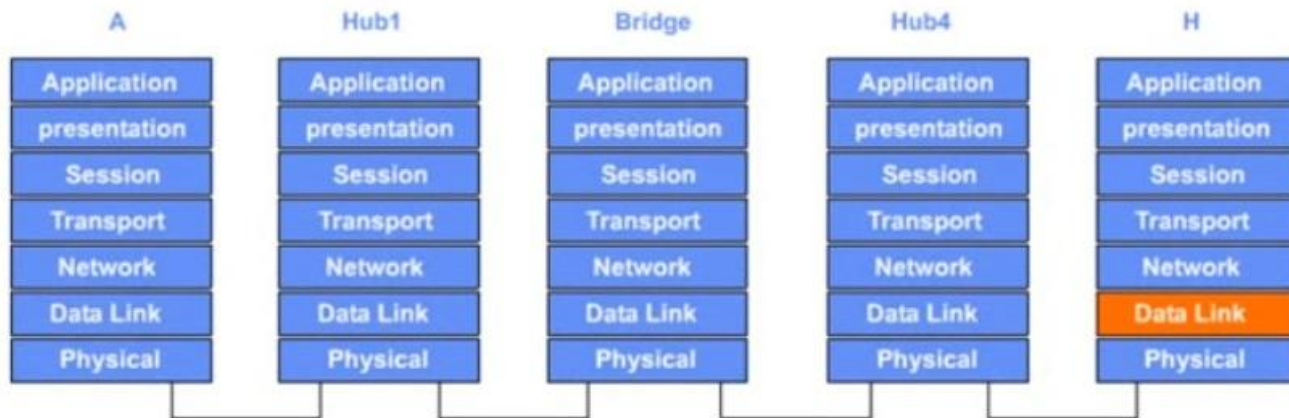 A Hub1 Bridge Hub4 H
Application Application Application Application Application
presentation presentation presentation presentation presentation
Session Session Session Session Session
Transport Transport Transport Transport Transport
Network Network Network Network Network
Data Link Data Link Data Link Data Link Data Link
Physical Physical Physical Physical Physical